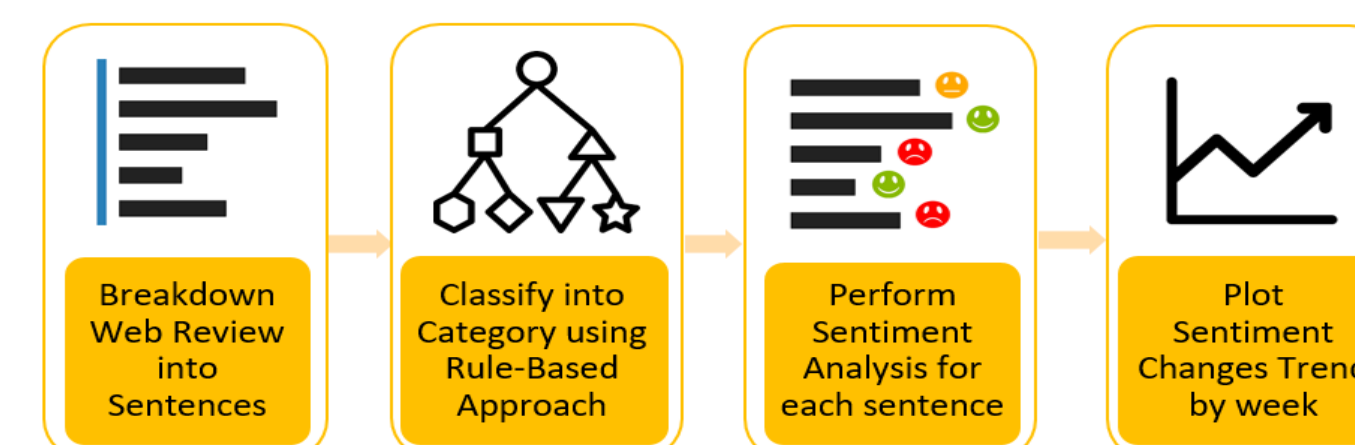 Breakdown
Web Review
into
Sentences
Classify into
Category using
Rule-Based
Approach
Perform
Sentiment
Analysis for
each sentence
Plot
Sentiment
Changes Trend
by week